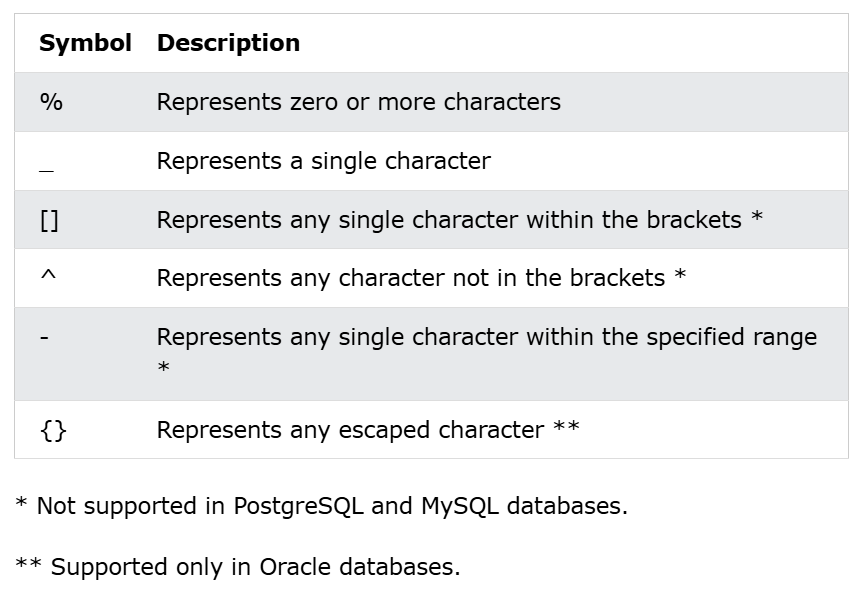 Symbol Description
% Represents zero or more characters
_ Represents a single character
[] Represents any single character within the brackets *
^ Represents any character not in the brackets *
- Represents any single character within the specified range
*
{} Represents any escaped character **
* Not supported in PostgreSQL and MySQL databases.
** Supported only in Oracle databases.